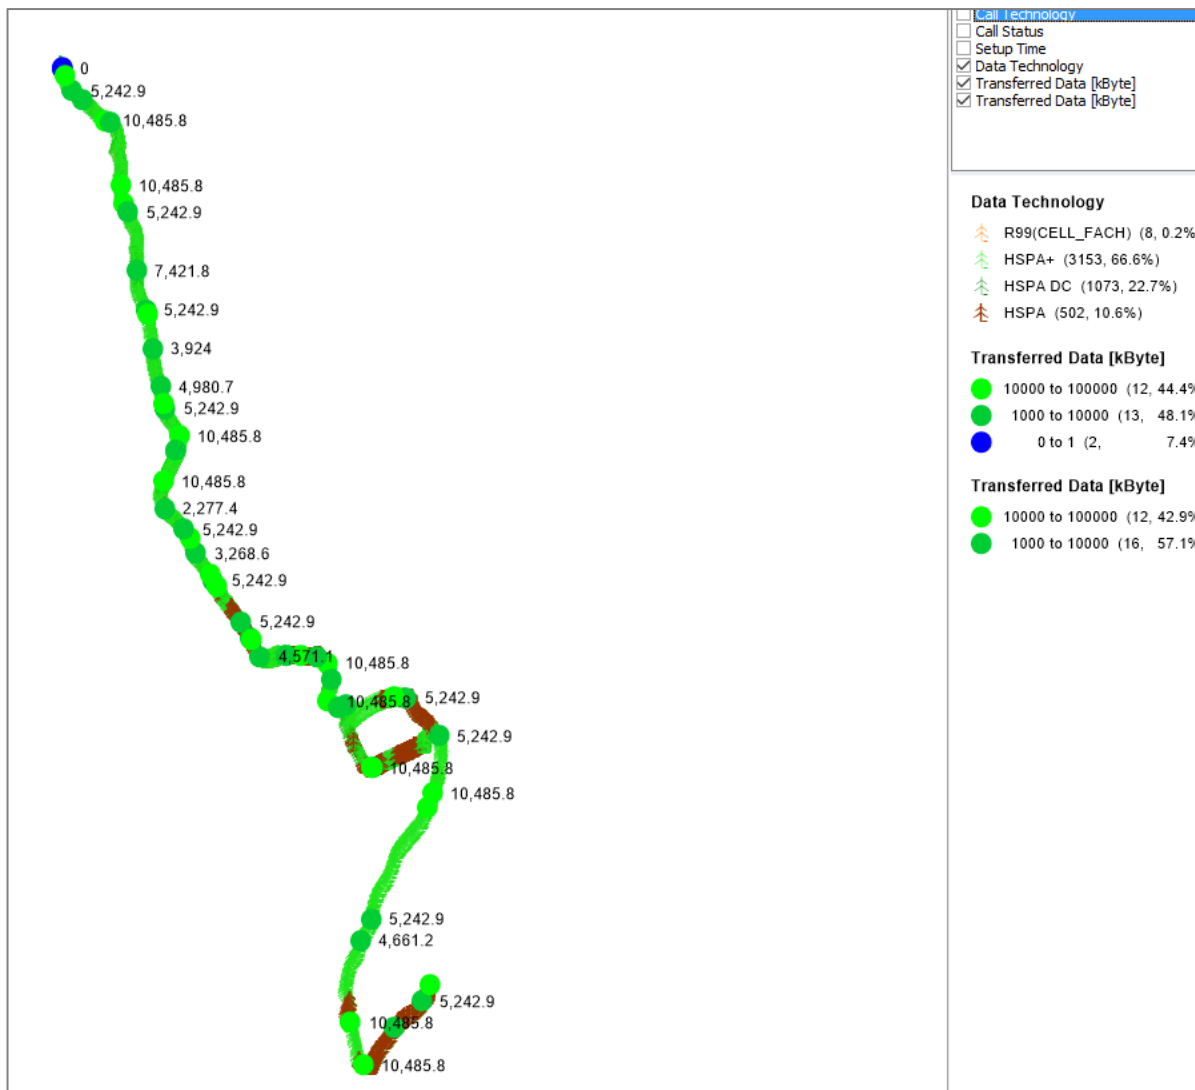 Call Technology
Call Status
Setup Time
Data Technology
Transferred Data [kByte]
Transferred Data [kByte]
0
5,242.9
10,485.8
10,485.8
5,242.9
7,421.8
5,242.9
3,924
4,980.7
5,242.9
10,485.8
10,485.8
2,277.4
5,242.9
3,268.6
5,242.9
5,242.9
4,571.1
10,485.8
10,485.8
5,242.9
5,242.9
10,485.8
10,485.8
5,242.9
4,661.2
5,242.9
10,485.8
10,485.8
Data Technology
R99(CELL_FACH) (8, 0.2%
HSPA+ (3153, 66.6%)
HSPA DC (1073, 22.7%)
HSPA (502, 10.6%)
Transferred Data [kByte]
10000 to 100000 (12, 44.4%
1000 to 10000 (13, 48.1%
0 to 1 (2, 7.4%
Transferred Data [kByte]
10000 to 100000 (12, 42.9%
1000 to 10000 (16, 57.1%